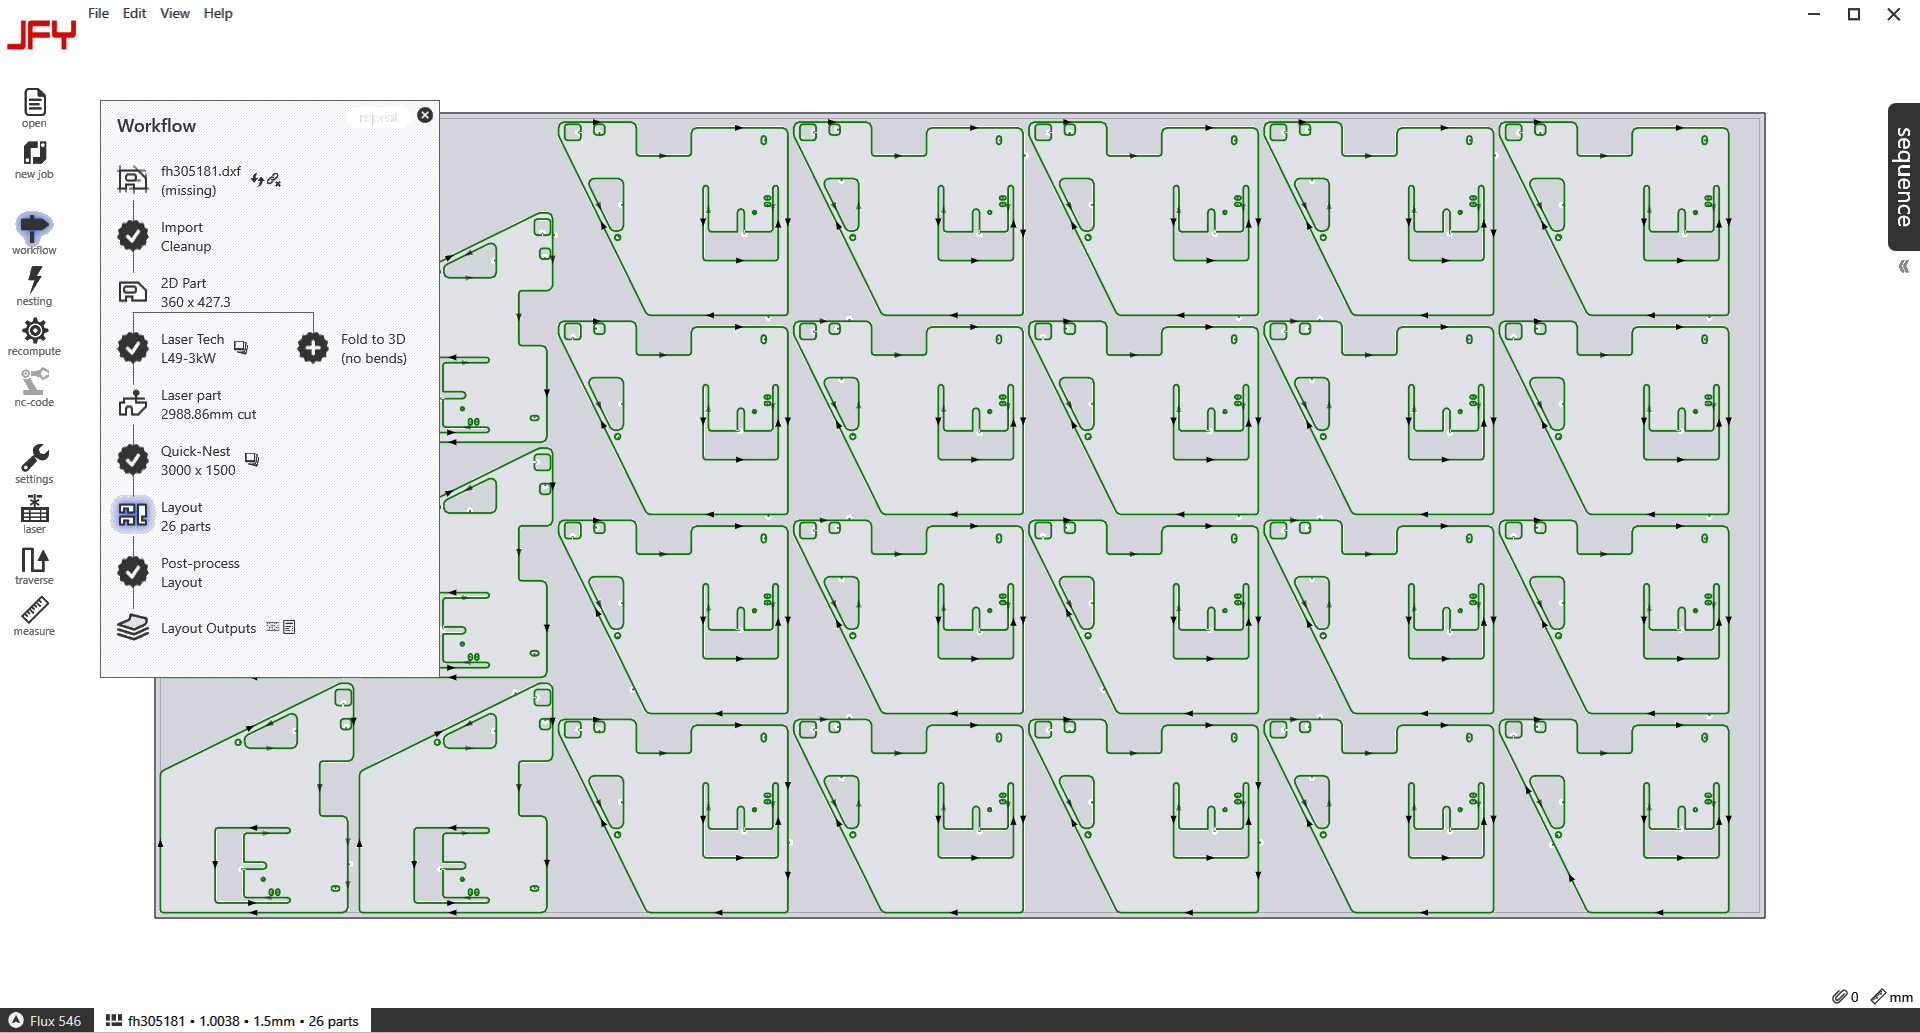 File Edit View Help
JFY
open
new job
workflow
nesting
recompute
nc-code
settings
laser
traverse
measure
Workflow
repeat
fh305181.dxf
(missing)
Import
Cleanup
2D Part
360 x 427.3
Laser Tech
L49-3kW
Fold to 3D
(no bends)
Laser part
2988.86mm cut
Quick-Nest
3000 x 1500
Layout
26 parts
Post-process
Layout
Layout Outputs
sequence
0 mm
Flux 546
fh305181 • 1.0038 • 1.5mm • 26 parts